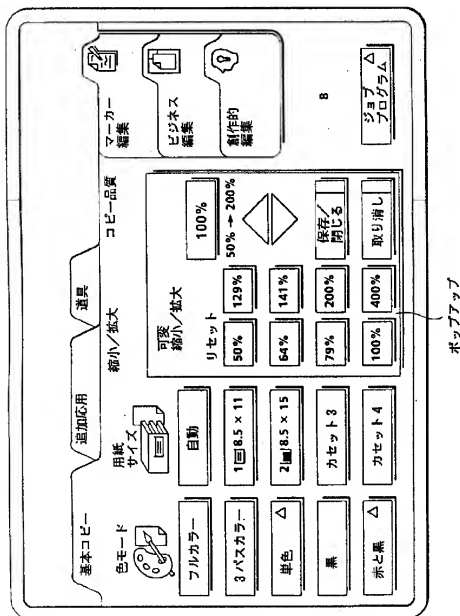 基本コピー
追加応用
道具
色モード
フルカラー
3パスカラー
単色
黒
赤と黒
用紙
サイズ
自動
1 8.5 × 11
2 8.5 × 15
カセット3
カセット4
縮小／拡大
可変
縮小／拡大
リセット
50%
64%
79%
100%
129%
141%
200%
400%
100%
50% → 200%
保存／
閉じる
取り消し
コピー品質
マーカー
編集
ビジネス
編集
創作的
編集
8
ジョブ
プログラム
ポップアップ